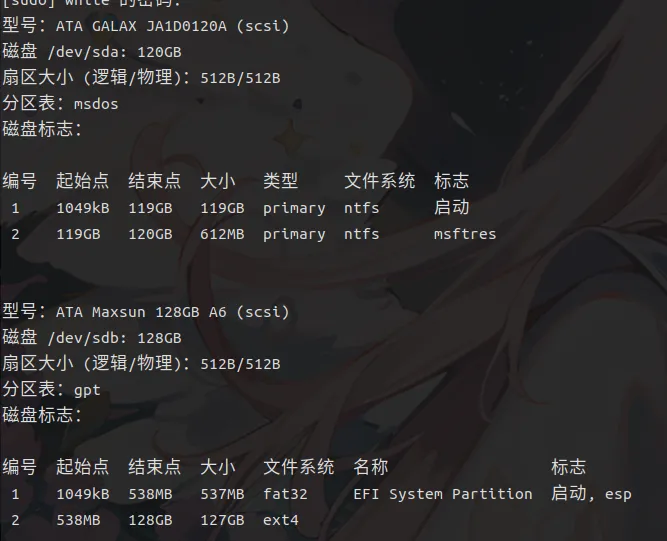 [sudo] white 的密码：
型号：ATA GALAX JA1D0120A (scsi)
磁盘 /dev/sda: 120GB
扇区大小 (逻辑/物理)：512B/512B
分区表：msdos
磁盘标志：
编号 起始点 结束点 大小 类型 文件系统 标志
1 1049kB 119GB 119GB primary ntfs 启动
2 119GB 120GB 612MB primary ntfs msftres
型号：ATA Maxsun 128GB A6 (scsi)
磁盘 /dev/sdb: 128GB
扇区大小 (逻辑/物理)：512B/512B
分区表：gpt
磁盘标志：
编号 起始点 结束点 大小 文件系统 名称 标志
1 1049kB 538MB 537MB fat32 EFI System Partition 启动, esp
2 538MB 128GB 127GB ext4